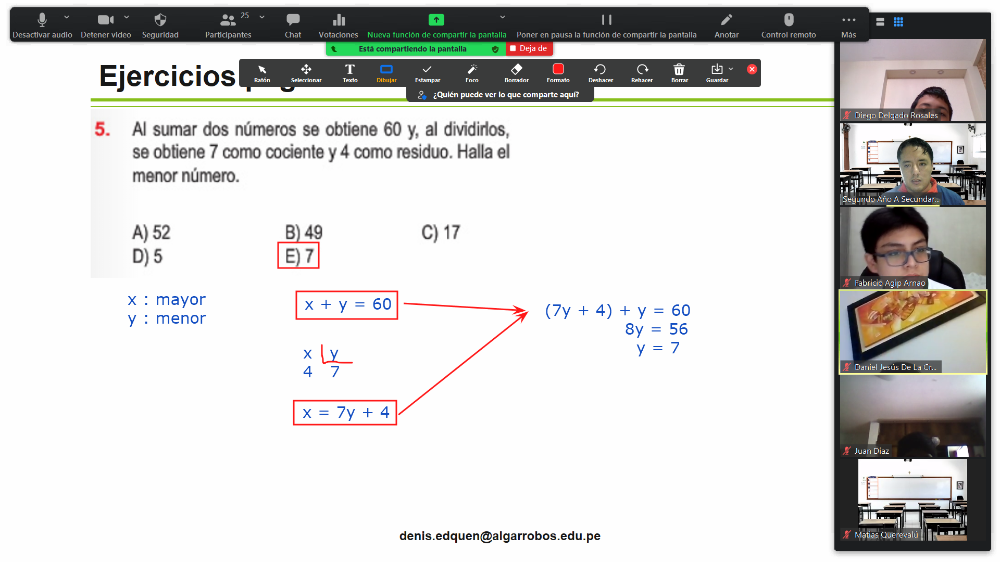 Desactivar audio
Detener video
Seguridad
Participantes
25
Chat
Votaciones
Nueva función de compartir la pantalla
Poner en pausa la función de compartir la pantalla
Anotar
Control remoto
Más
Está compartiendo la pantalla
Deja de
Ejercicios
Ratón
Seleccionar
Texto
Dibujar
Estampar
Foco
Borrador
Formato
Deshacer
Rehacer
Borrar
Guardar
¿Quién puede ver lo que comparte aquí?
5. Al sumar dos números se obtiene 60 y, al dividirlos,
se obtiene 7 como cociente y 4 como residuo. Halla el
menor número.
A) 52 B) 49 C) 17
D) 5 E) 7
x : mayor
y : menor
x + y = 60
x y
4 7
x = 7y + 4
(7y + 4) + y = 60
8y = 56
y = 7
denis.edquen@algarrobos.edu.pe
Diego Delgado Rosales
Segundo Año A Secundar...
Fabricio Agip Arnao
Daniel Jesús De La Cr...
Juan Diaz
Matias Querevalú